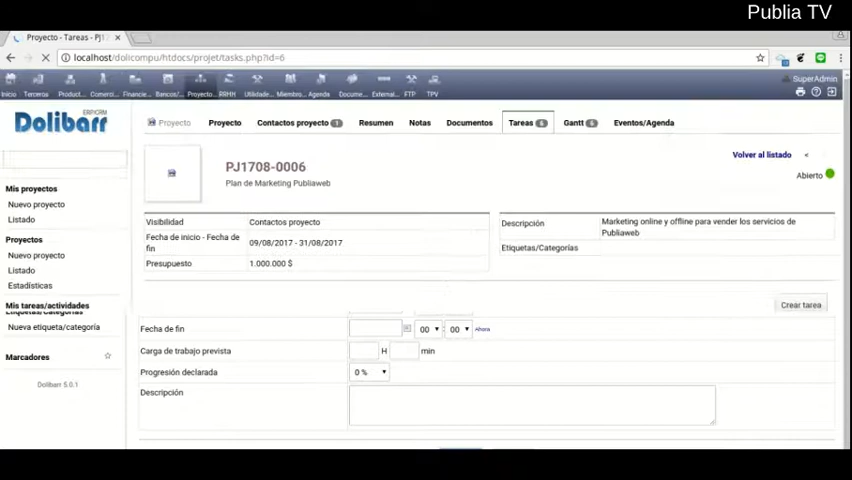 Publia TV
Proyecto - Tareas - PJ1
localhost/dolicompu/htdocs/projet/tasks.php?id=6
SuperAdmin
Inicio Terceros Product... Comerci... Financie... Bancos/... Proyecto... RRHH Utilidade... Miembro... Agenda Docume... External... FTP TPV
Dolibarr ERP/CRM
Proyecto Proyecto Contactos proyecto 1 Resumen Notas Documentos Tareas 6 Gantt 6 Eventos/Agenda
PJ1708-0006
Plan de Marketing Publiaweb
Volver al listado <
Abierto
Mis proyectos
Nuevo proyecto
Listado
Proyectos
Nuevo proyecto
Listado
Estadísticas
Mis tareas/actividades
Etiquetas/Categorías
Nueva etiqueta/categoría
Marcadores
Dolibarr 5.0.1
Visibilidad Contactos proyecto
Fecha de inicio - Fecha de
fin 09/08/2017 - 31/08/2017
Presupuesto 1.000.000 $
Descripción Marketing online y offline para vender los servicios de
Publiaweb
Etiquetas/Categorías
Crear tarea
Fecha de fin 00 : 00 Ahora
Carga de trabajo prevista H min
Progresión declarada 0 %
Descripción